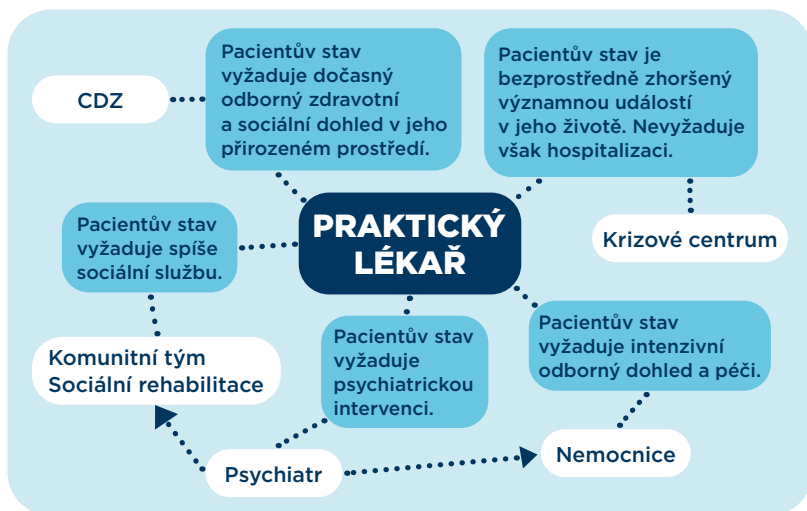 CDZ
Pacientův stav
vyžaduje dočasný
odborný zdravotní
a sociální dohled v jeho
přirozeném prostředí.
Pacientův stav je
bezprostředně zhoršený
významnou událostí
v jeho životě. Nevyžaduje
však hospitalizaci.
PRAKTICKÝ
LÉKAŘ
Krizové centrum
Pacientův stav
vyžaduje spíše
sociální službu.
Komunitní tým
Sociální rehabilitace
Pacientův stav
vyžaduje
psychiatrickou
intervenci.
Pacientův stav
vyžaduje intenzivní
odborný dohled a péči.
Psychiatr
Nemocnice